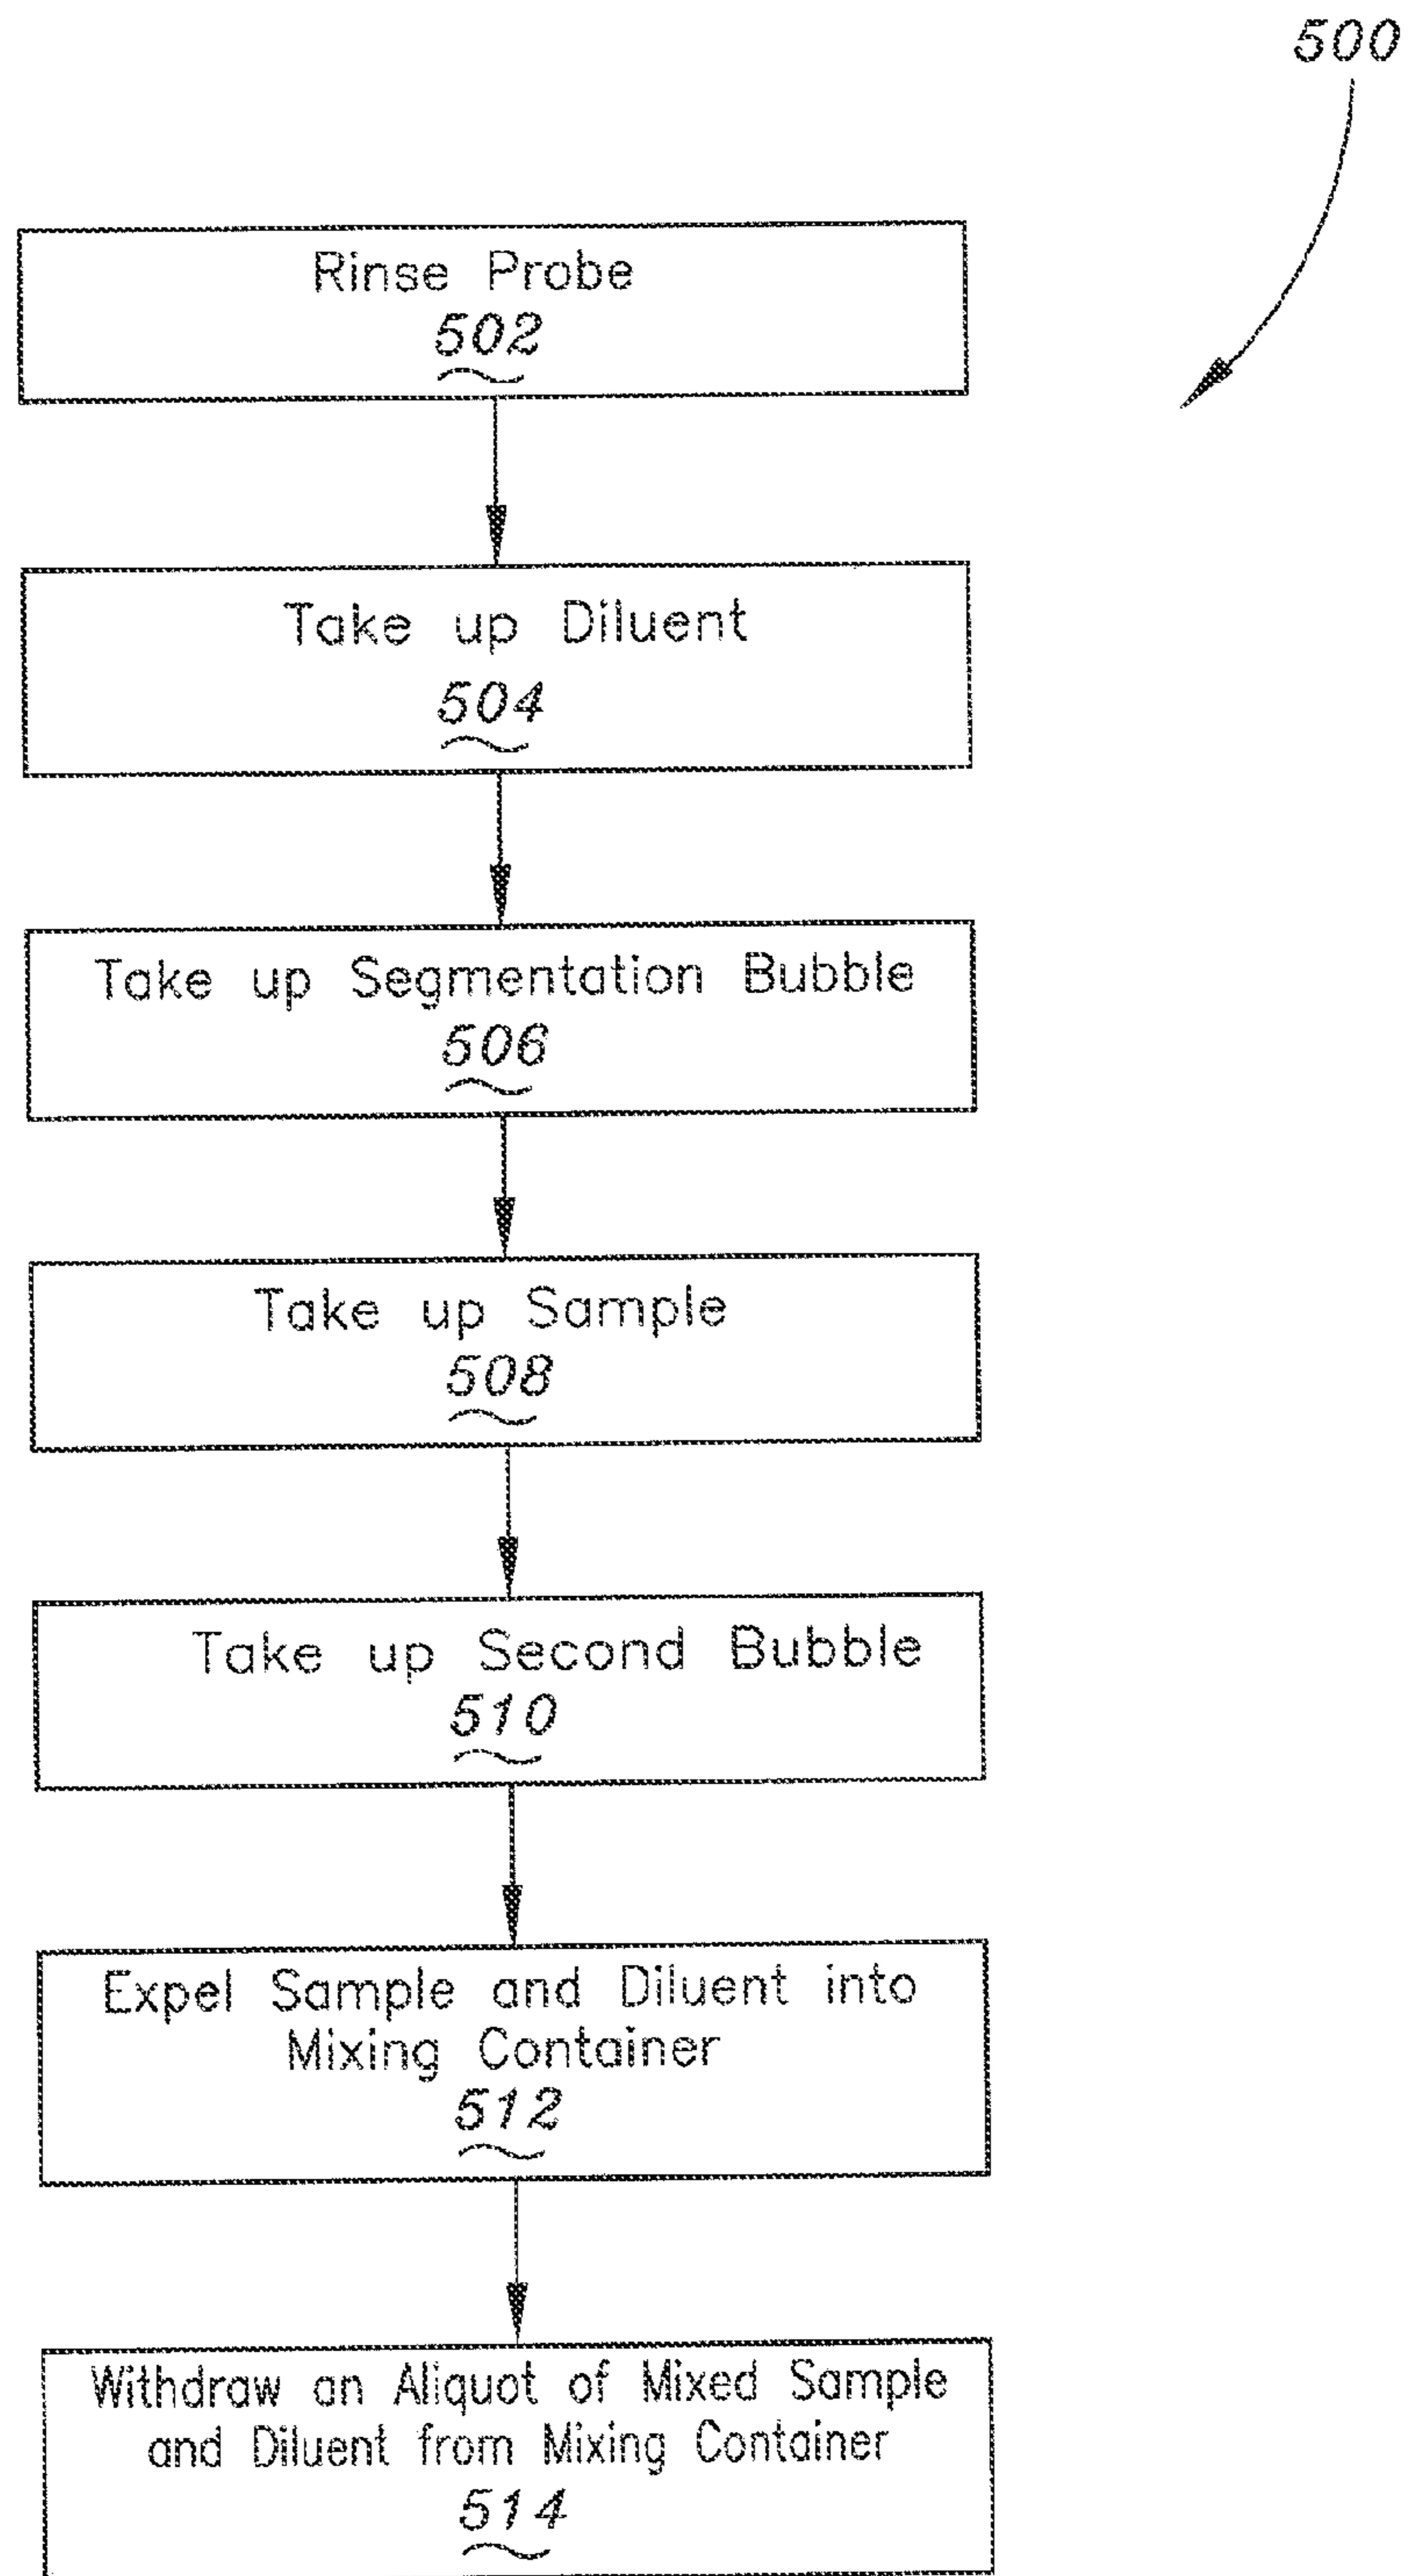 500
Rinse Probe
502
Take up Diluent
504
Take up Segmentation Bubble
506
Take up Sample
508
Take up Second Bubble
510
Expel Sample and Diluent into
Mixing Container
512
Withdraw an Aliquot of Mixed Sample
and Diluent from Mixing Container
514